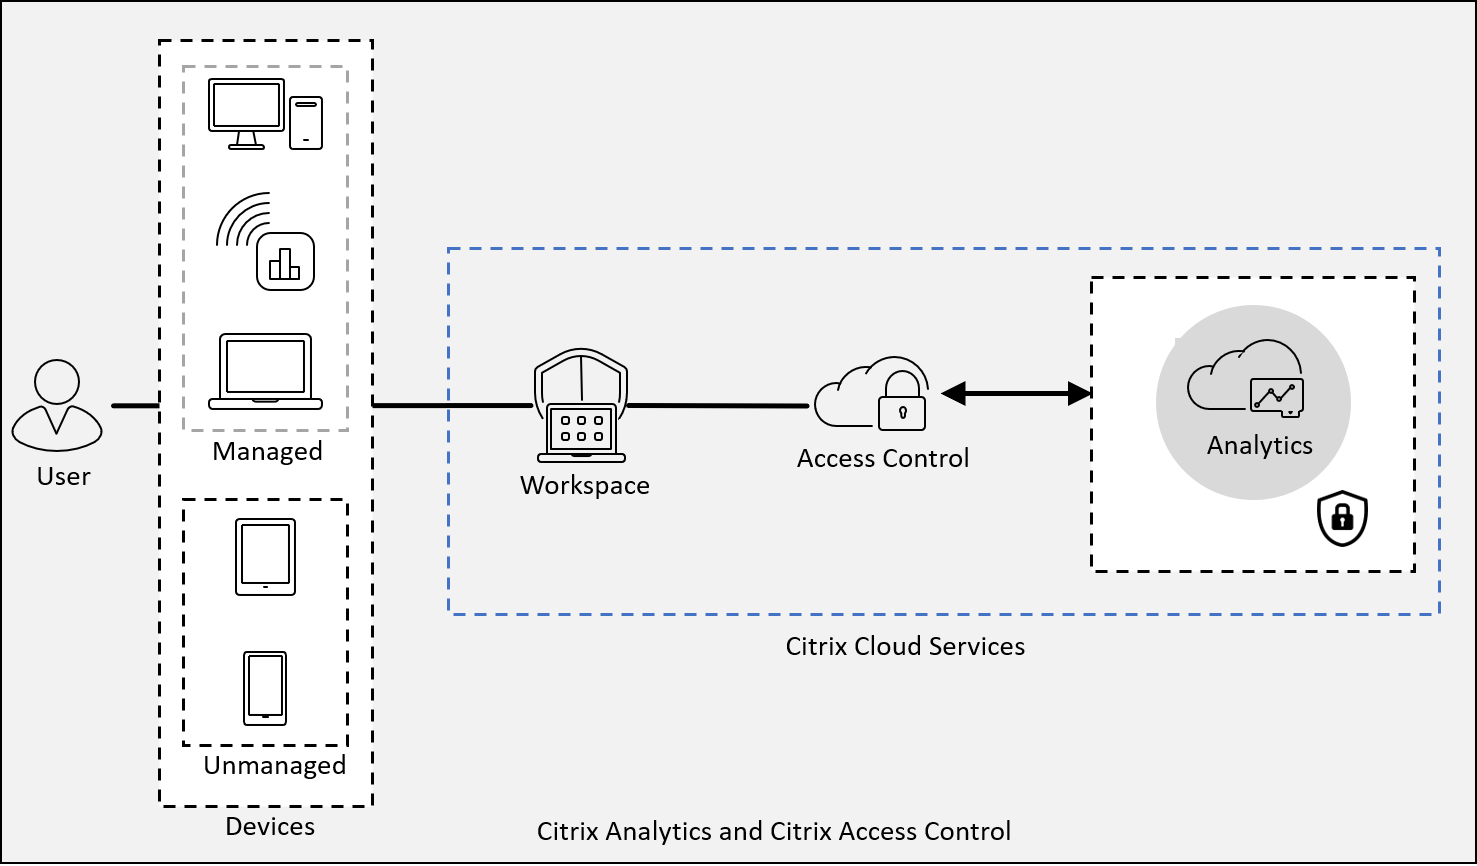 User
Managed
Unmanaged
Devices
Workspace
Access Control
Analytics
Citrix Cloud Services
Citrix Analytics and Citrix Access Control